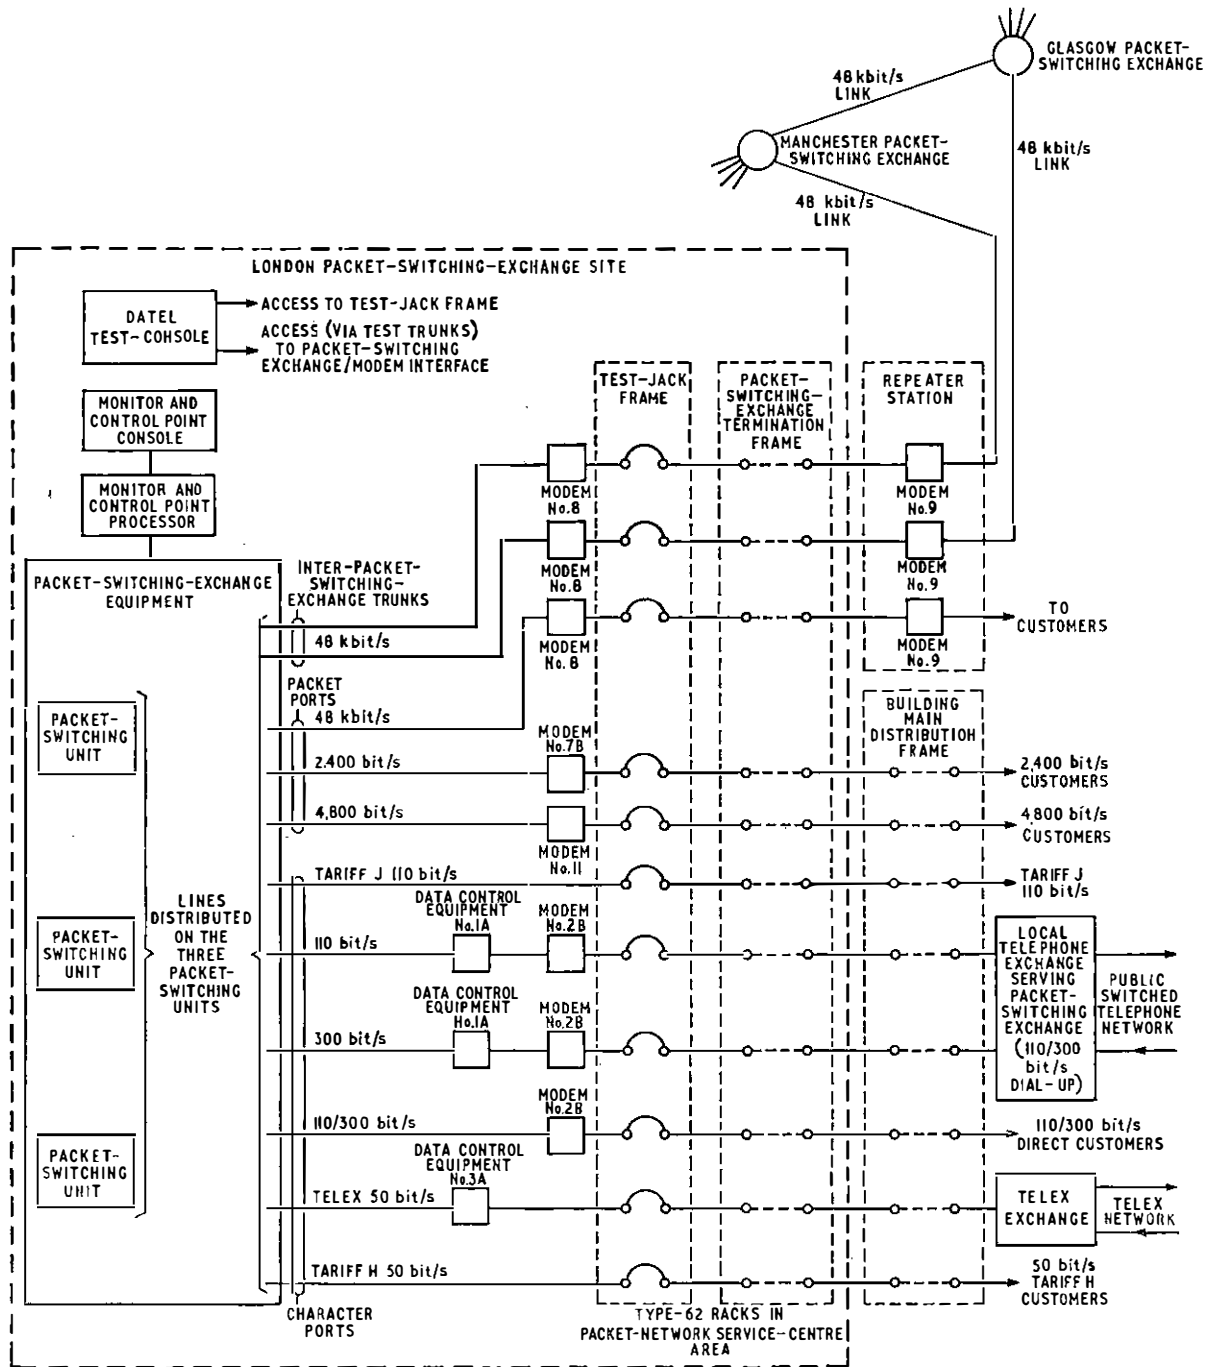 GLASGOW PACKET-
SWITCHING EXCHANGE
48 kbit/s
LINK
MANCHESTER PACKET-
SWITCHING EXCHANGE
48 kbit/s
LINK
48 kbit/s
LINK
LONDON PACKET-SWITCHING-EXCHANGE SITE
DATEL
TEST-CONSOLE
ACCESS TO TEST-JACK FRAME
ACCESS (VIA TEST TRUNKS)
TO PACKET-SWITCHING
EXCHANGE/MODEM INTERFACE
MONITOR AND
CONTROL POINT
CONSOLE
MONITOR AND
CONTROL POINT
PROCESSOR
TEST-JACK
FRAME
PACKET-
SWITCHING-
EXCHANGE
TERMINATION
FRAME
REPEATER
STATION
MODEM
No.8
MODEM
No.9
MODEM
No.8
MODEM
No.9
MODEM
No.8
MODEM
No.9
TO
CUSTOMERS
PACKET-SWITCHING-EXCHANGE
EQUIPMENT
INTER-PACKET-
SWITCHING-
EXCHANGE TRUNKS
48 kbit/s
PACKET
PORTS
48 kbit/s
BUILDING
MAIN
DISTRIBUTION
FRAME
PACKET-
SWITCHING
UNIT
2,400 bit/s
MODEM
No.7B
2,400 bit/s
CUSTOMERS
4,800 bit/s
MODEM
No.11
4,800 bit/s
CUSTOMERS
TARIFF J 110 bit/s
TARIFF J
110 bit/s
LINES
DISTRIBUTED
ON THE
THREE
PACKET-
SWITCHING
UNITS
PACKET-
SWITCHING
UNIT
110 bit/s
DATA CONTROL
EQUIPMENT
No.1A
MODEM
No.2B
LOCAL
TELEPHONE
EXCHANGE
SERVING
PACKET-
SWITCHING
EXCHANGE
(110/300
bit/s
DIAL-UP)
PUBLIC
SWITCHED
TELEPHONE
NETWORK
300 bit/s
DATA CONTROL
EQUIPMENT
No.1A
MODEM
No.2B
110/300 bit/s
MODEM
No.2B
110/300 bit/s
DIRECT CUSTOMERS
PACKET-
SWITCHING
UNIT
TELEX 50 bit/s
DATA CONTROL
EQUIPMENT
No.3A
TELEX
EXCHANGE
TELEX
NETWORK
TARIFF H 50 bit/s
50 bit/s
TARIFF H
CUSTOMERS
CHARACTER
PORTS
TYPE-62 RACKS IN
PACKET-NETWORK SERVICE-CENTRE
AREA